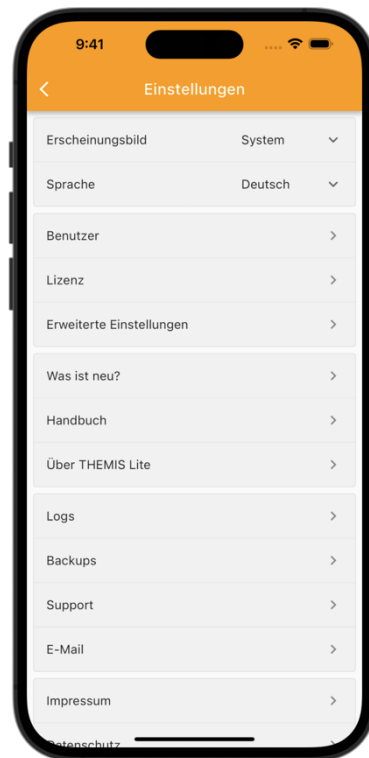 9:41
Einstellungen
Erscheinungsbild System
Sprache Deutsch
Benutzer
Lizenz
Erweiterte Einstellungen
Was ist neu?
Handbuch
Über THEMIS Lite
Logs
Backups
Support
E-Mail
Impressum
Datenschutz